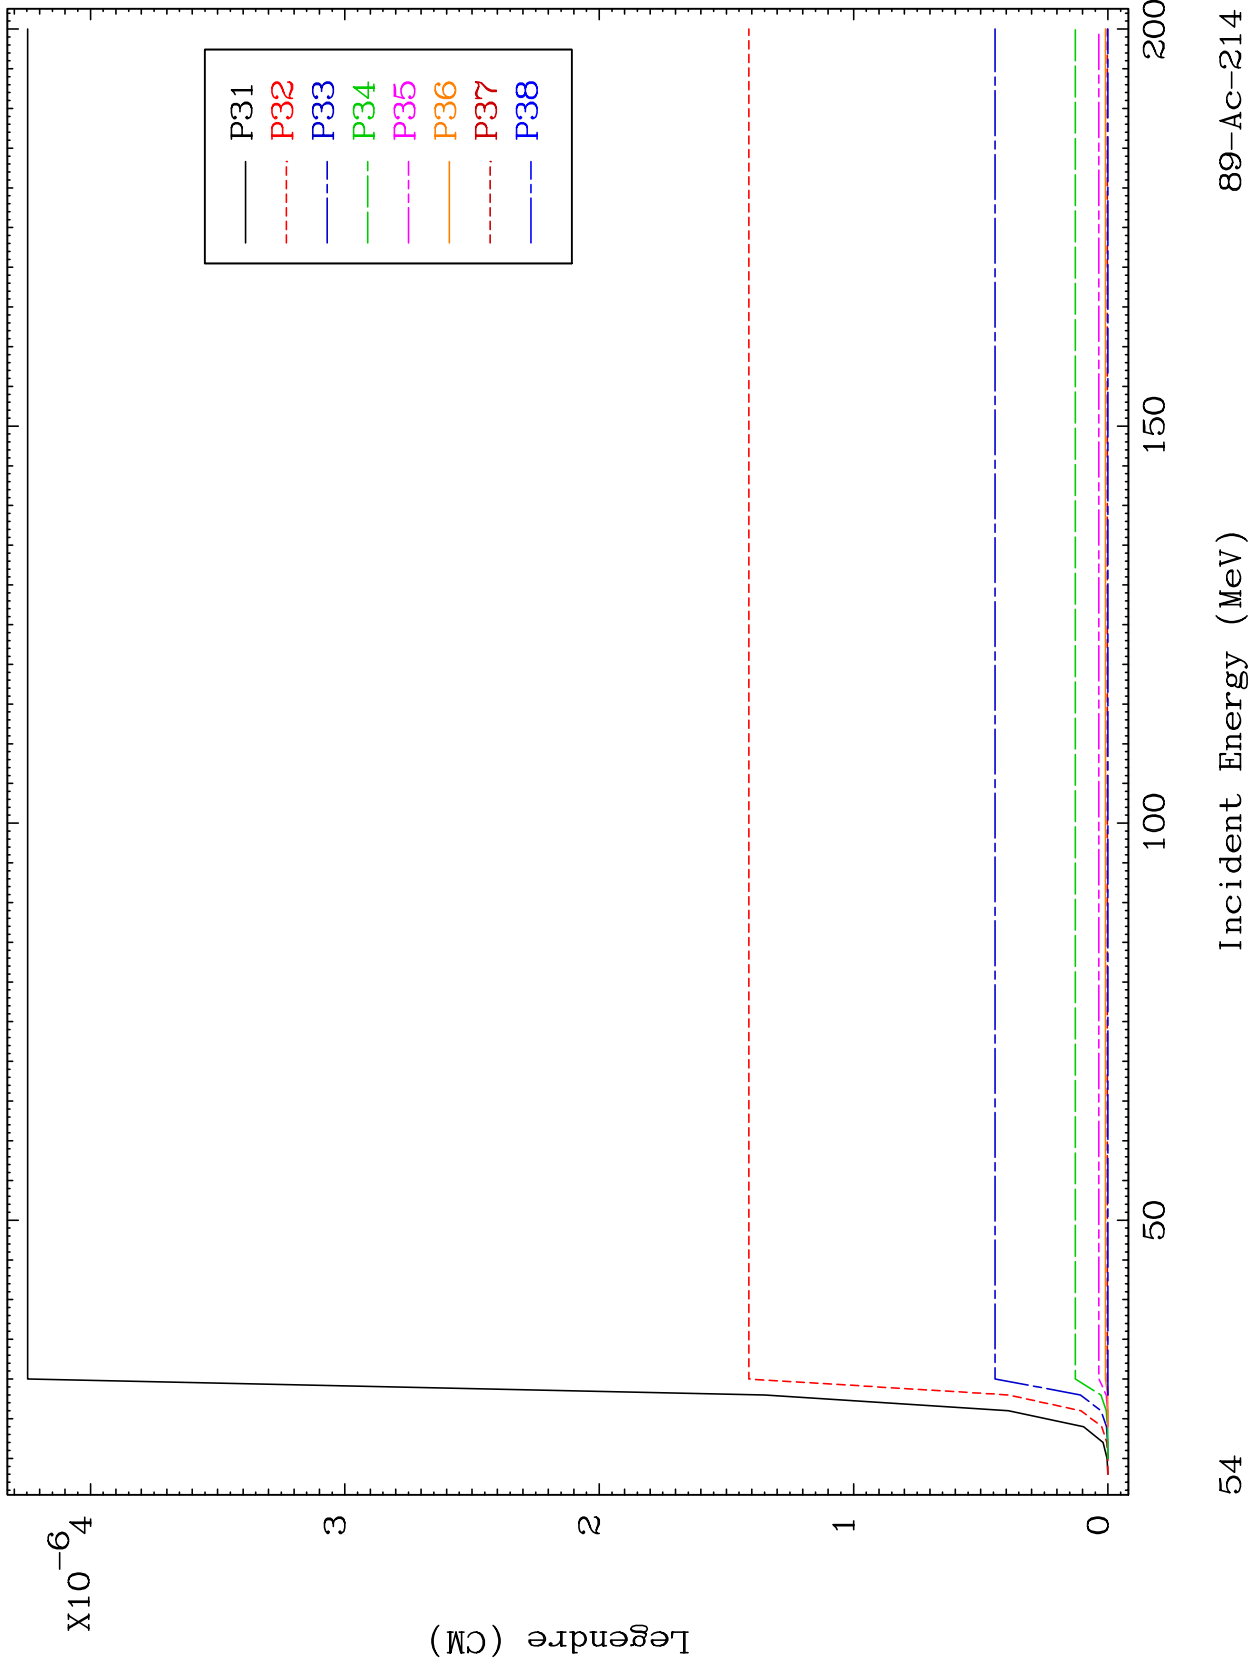 X10⁻⁶
4
3
2
1
0
Legendre (CM)
P31
P32
P33
P34
P35
P36
P37
P38
50
100
150
200
Incident Energy (MeV)
54
89-Ac-214